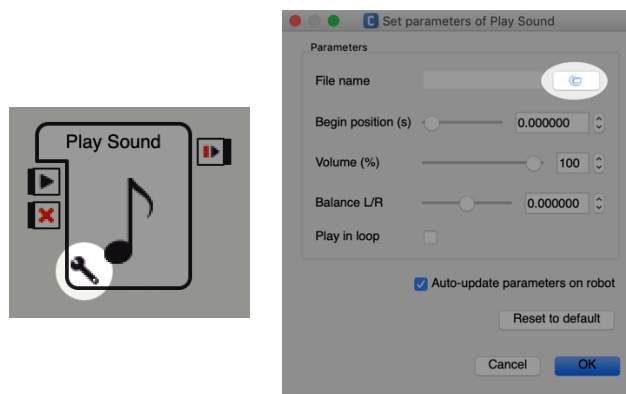 Play Sound
Set parameters of Play Sound
Parameters
File name
Begin position (s)
0.000000
Volume (%)
100
Balance L/R
0.000000
Play in loop
Auto-update parameters on robot
Reset to default
Cancel
OK